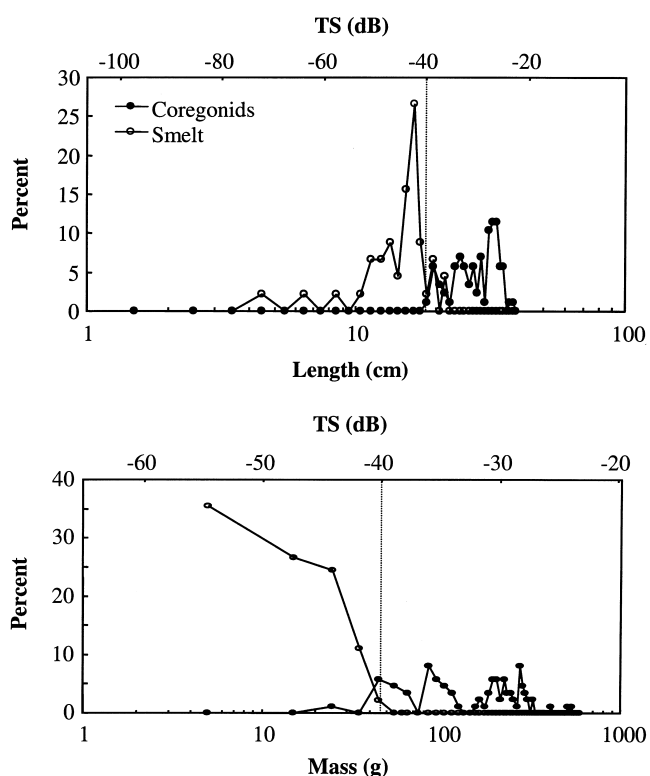 TS (dB)
-100 -80 -60 -40 -20
30
25
20
15
10
5
0
Percent
Coregonids
Smelt
1 10 100
Length (cm)
TS (dB)
-60 -50 -40 -30 -20
40
30
20
10
0
Percent
1 10 100 1000
Mass (g)